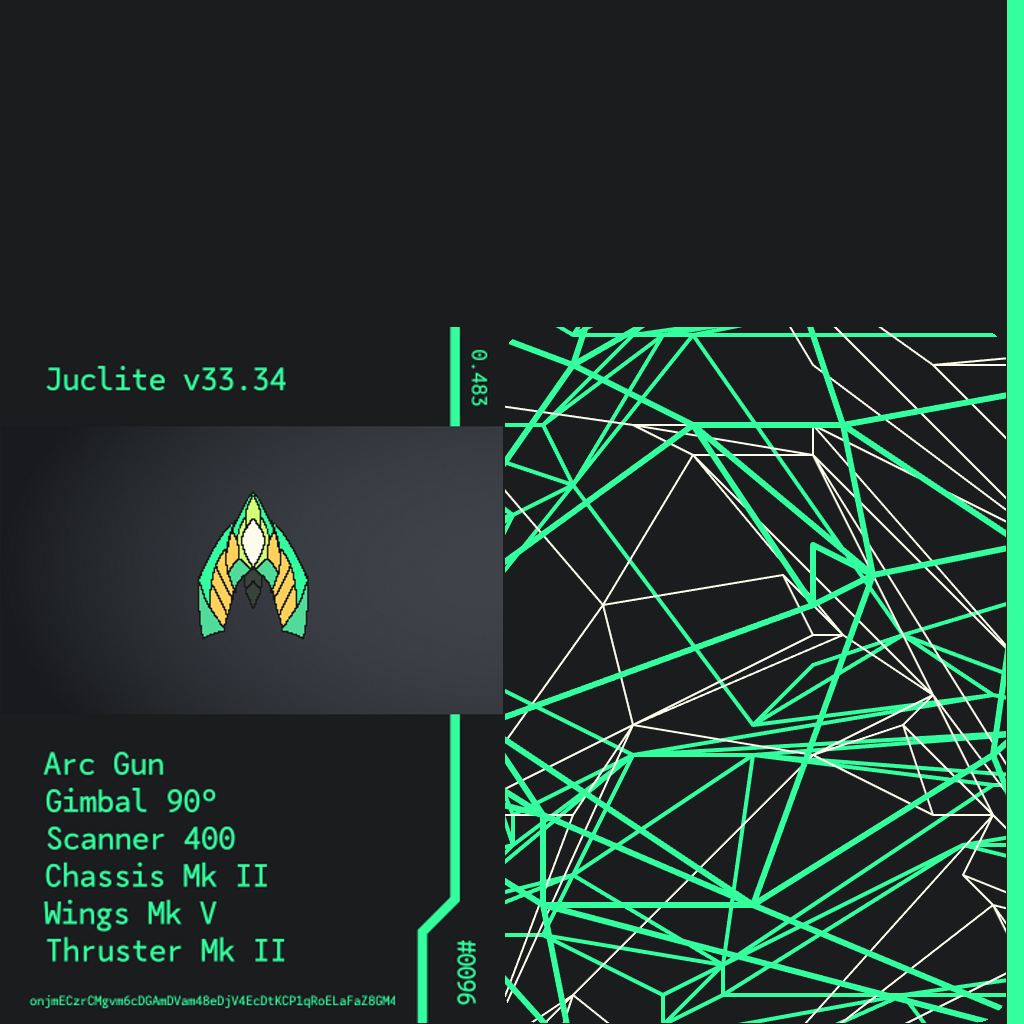 Juclite v33.34
0.483
Arc Gun
Gimbal 90°
Scanner 400
Chassis Mk II
Wings Mk V
Thruster Mk II
#0096
onjmECzrCMgvm6cDGAmDVam48eDjV4EcDtKCP1qRoELaFaZ8GM4